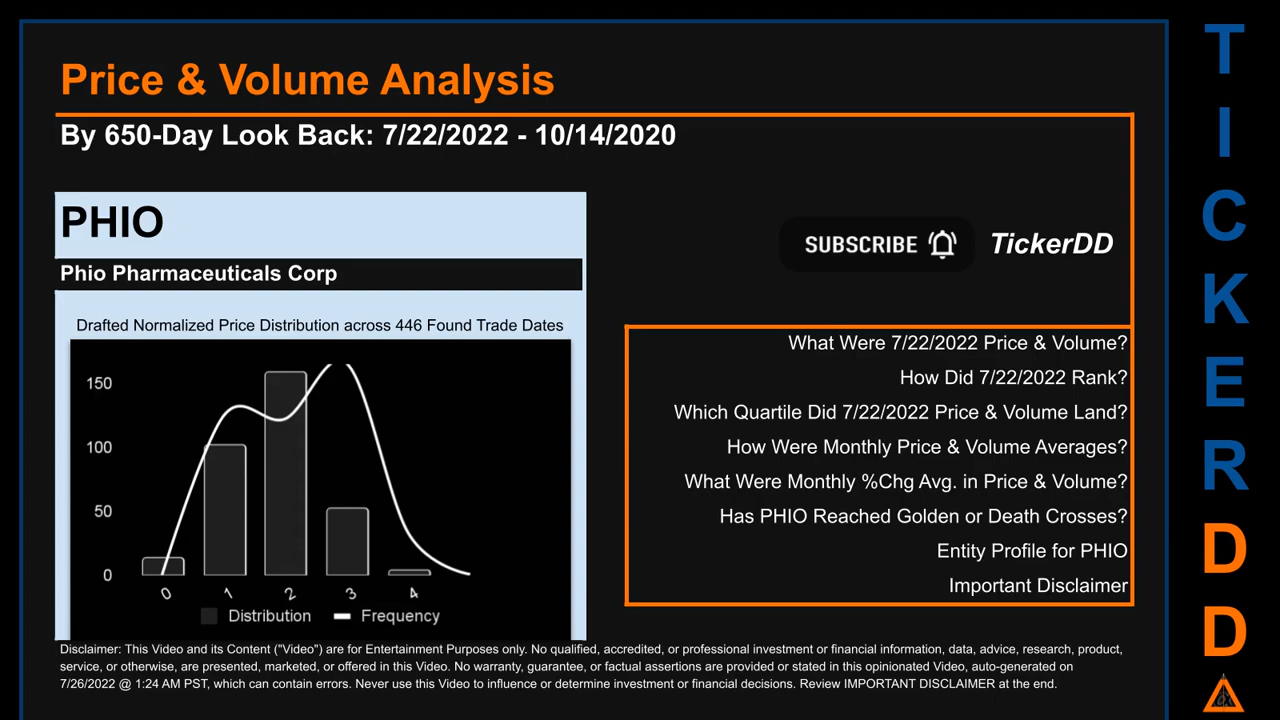 Price & Volume Analysis
By 650-Day Look Back: 7/22/2022 - 10/14/2020
PHIO
Phio Pharmaceuticals Corp
Drafted Normalized Price Distribution across 446 Found Trade Dates
150
100
50
0
0 1 2 3 4
Distribution Frequency
SUBSCRIBE TickerDD
What Were 7/22/2022 Price & Volume?
How Did 7/22/2022 Rank?
Which Quartile Did 7/22/2022 Price & Volume Land?
How Were Monthly Price & Volume Averages?
What Were Monthly %Chg Avg. in Price & Volume?
Has PHIO Reached Golden or Death Crosses?
Entity Profile for PHIO
Important Disclaimer
Disclaimer: This Video and its Content ("Video") are for Entertainment Purposes only. No qualified, accredited, or professional investment or financial information, data, advice, research, product,
service, or otherwise, are presented, marketed, or offered in this Video. No warranty, guarantee, or factual assertions are provided or stated in this opinionated Video, auto-generated on
7/26/2022 @ 1:24 AM PST, which can contain errors. Never use this Video to influence or determine investment or financial decisions. Review IMPORTANT DISCLAIMER at the end.
T
I
C
K
E
R
D
D